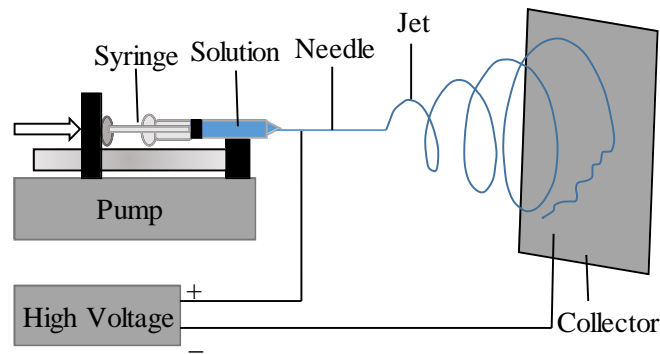 Jet
Needle
Solution
Syringe
Pump
+
High Voltage
−
Collector